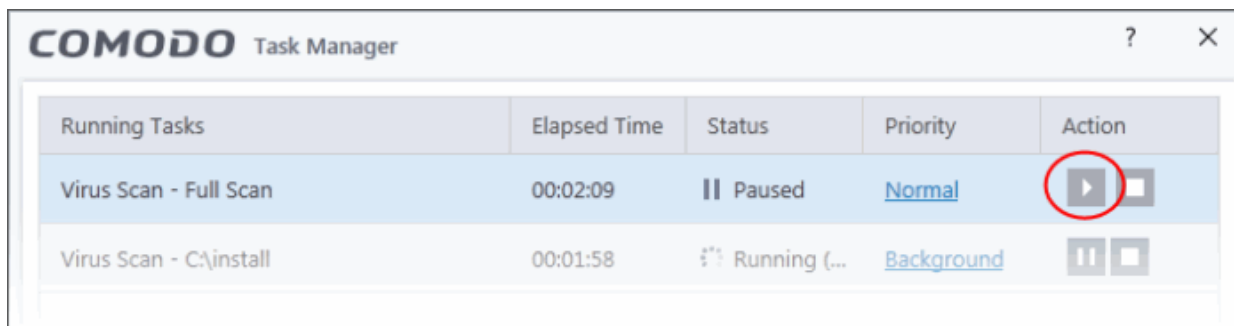 COMODO Task Manager ? X
Running Tasks Elapsed Time Status Priority Action
Virus Scan - Full Scan 00:02:09 Paused Normal
Virus Scan - C:\install 00:01:58 Running (... Background